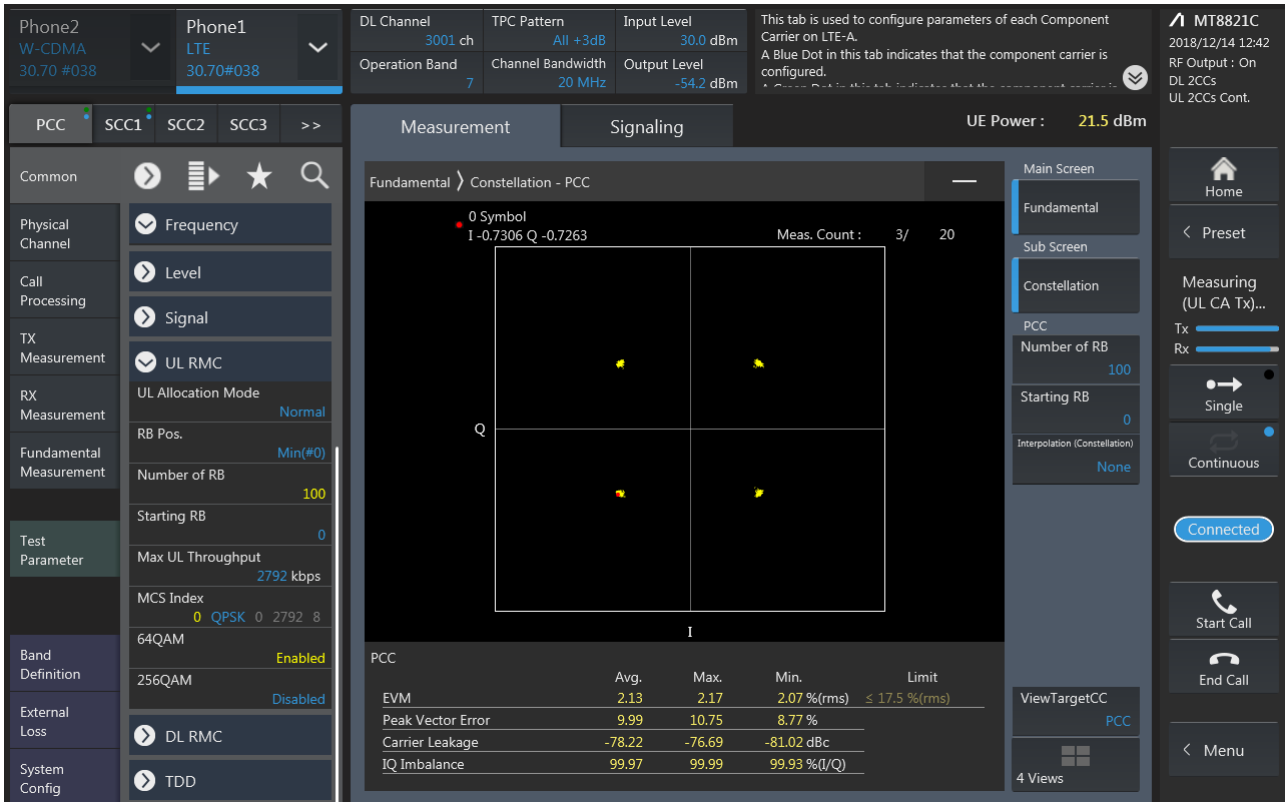 Phone2
W-CDMA
30.70 #038
Phone1
LTE
30.70#038
DL Channel
3001 ch
Operation Band
7
TPC Pattern
All +3dB
Channel Bandwidth
20 MHz
Input Level
30.0 dBm
Output Level
-54.2 dBm
This tab is used to configure parameters of each Component
Carrier on LTE-A.
A Blue Dot in this tab indicates that the component carrier is
configured.
MT8821C
2018/12/14 12:42
RF Output : On
DL 2CCs
UL 2CCs Cont.
PCC SCC1 SCC2 SCC3 >>
Common
Physical
Channel
Call
Processing
TX
Measurement
RX
Measurement
Fundamental
Measurement
Test
Parameter
Band
Definition
External
Loss
System
Config
Frequency
Level
Signal
UL RMC
UL Allocation Mode
Normal
RB Pos.
Min(#0)
Number of RB
100
Starting RB
0
Max UL Throughput
2792 kbps
MCS Index
0 QPSK 0 2792 8
64QAM
Enabled
256QAM
Disabled
DL RMC
TDD
Measurement Signaling
UE Power : 21.5 dBm
Fundamental 〉 Constellation - PCC
0 Symbol
I -0.7306 Q -0.7263 Meas. Count : 3/ 20
Q
I
PCC
Avg. Max. Min. Limit
EVM 2.13 2.17 2.07 %(rms) ≤ 17.5 %(rms)
Peak Vector Error 9.99 10.75 8.77 %
Carrier Leakage -78.22 -76.69 -81.02 dBc
IQ Imbalance 99.97 99.99 99.93 %(I/Q)
Main Screen
Fundamental
Sub Screen
Constellation
PCC
Number of RB
100
Starting RB
0
Interpolation (Constellation)
None
ViewTargetCC
PCC
4 Views
Home
< Preset
Measuring
(UL CA Tx)...
Tx
Rx
Single
Continuous
Connected
Start Call
End Call
< Menu